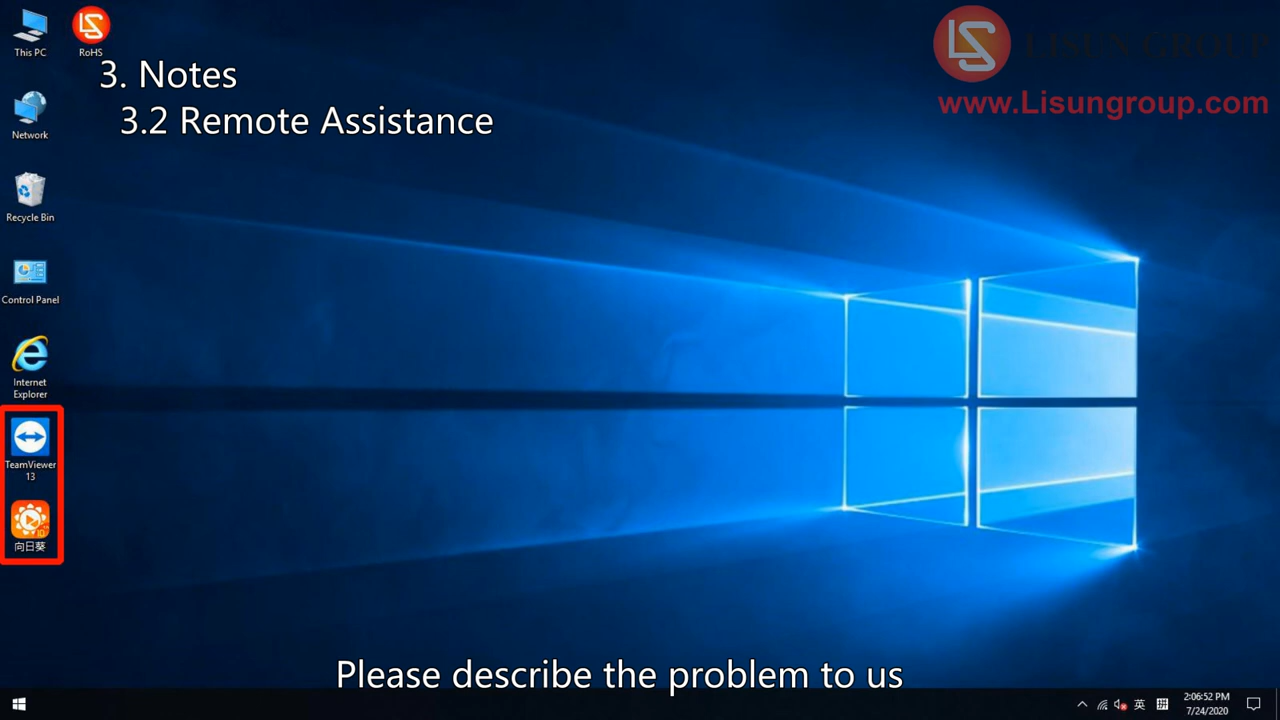 This PC
RoHS
LISUN GROUP
www.Lisungroup.com
3. Notes
3.2 Remote Assistance
Network
Recycle Bin
Control Panel
Internet
Explorer
TeamViewer
13
向日葵
Please describe the problem to us
英
2:06:52 PM
7/24/2020